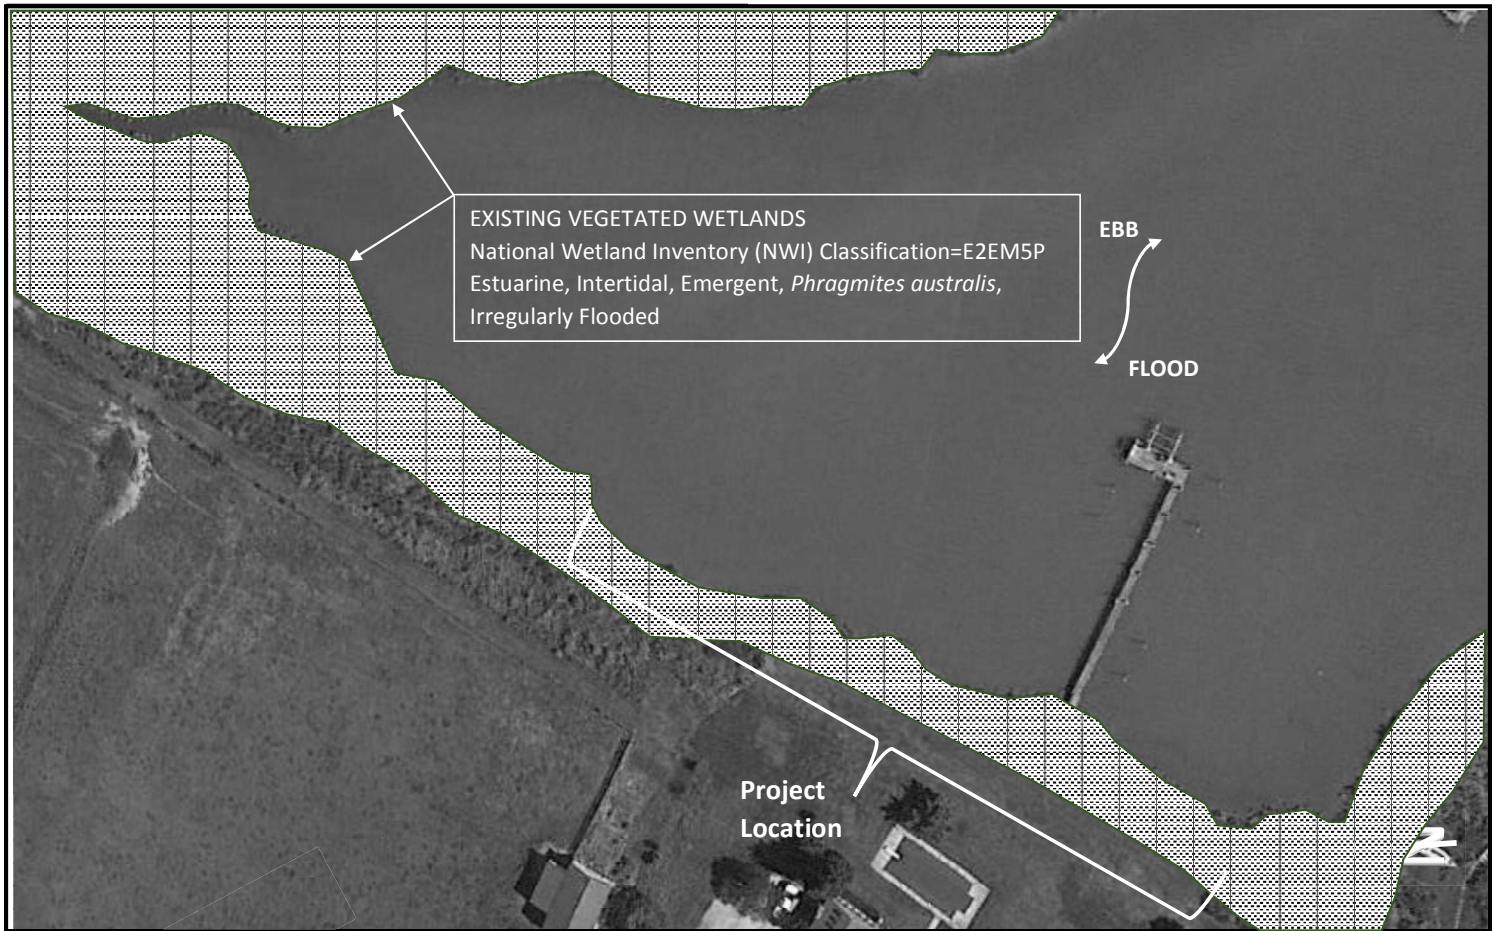 EXISTING VEGETATED WETLANDS
National Wetland Inventory (NWI) Classification=E2EM5P
Estuarine, Intertidal, Emergent, Phragmites australis,
Irregularly Flooded
EBB
FLOOD
Project
Location